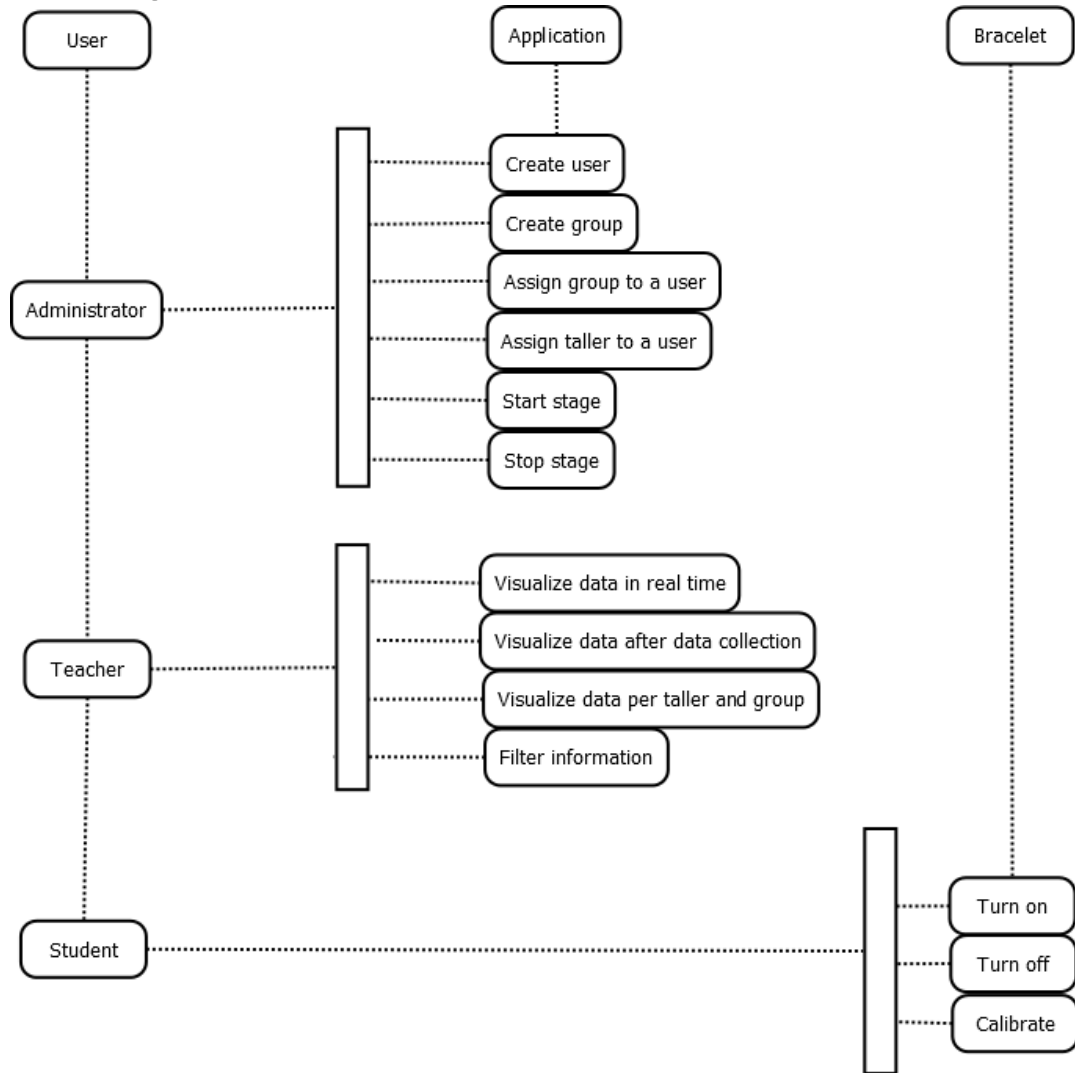 User
Application
Bracelet
Create user
Create group
Assign group to a user
Administrator
Assign taller to a user
Start stage
Stop stage
Visualize data in real time
Visualize data after data collection
Teacher
Visualize data per taller and group
Filter information
Turn on
Student
Turn off
Calibrate